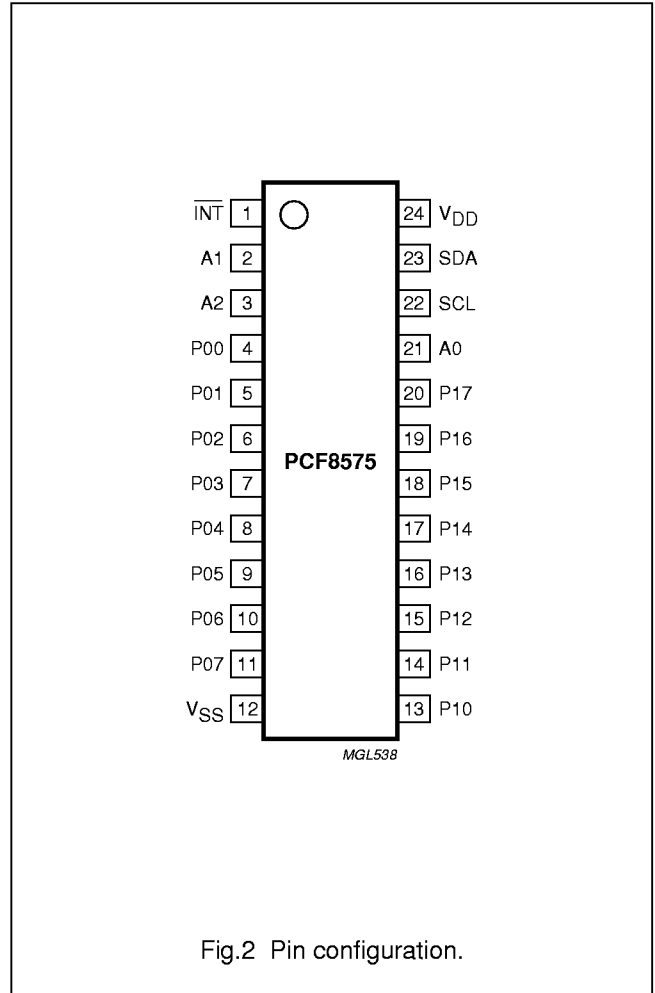 INT 1 24 VDD
A1 2 23 SDA
A2 3 22 SCL
P00 4 21 A0
P01 5 20 P17
P02 6 19 P16
PCF8575
P03 7 18 P15
P04 8 17 P14
P05 9 16 P13
P06 10 15 P12
P07 11 14 P11
VSS 12 13 P10
MGL538
Fig.2 Pin configuration.